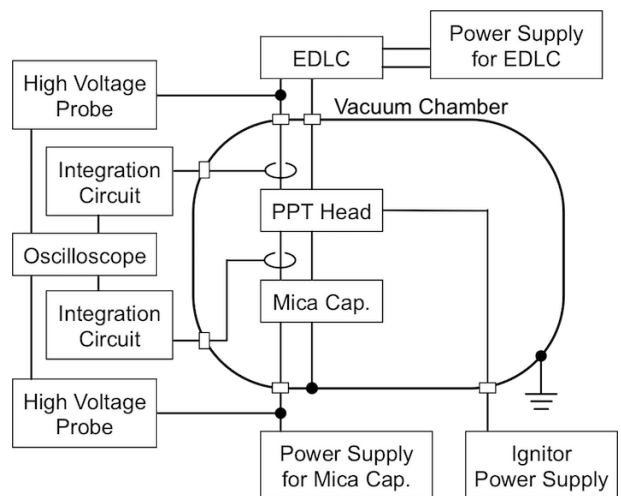 EDLC
Power Supply
for EDLC
High Voltage
Probe
Vacuum Chamber
Integration
Circuit
PPT Head
Oscilloscope
Mica Cap.
Integration
Circuit
High Voltage
Probe
Power Supply
for Mica Cap.
Ignitor
Power Supply